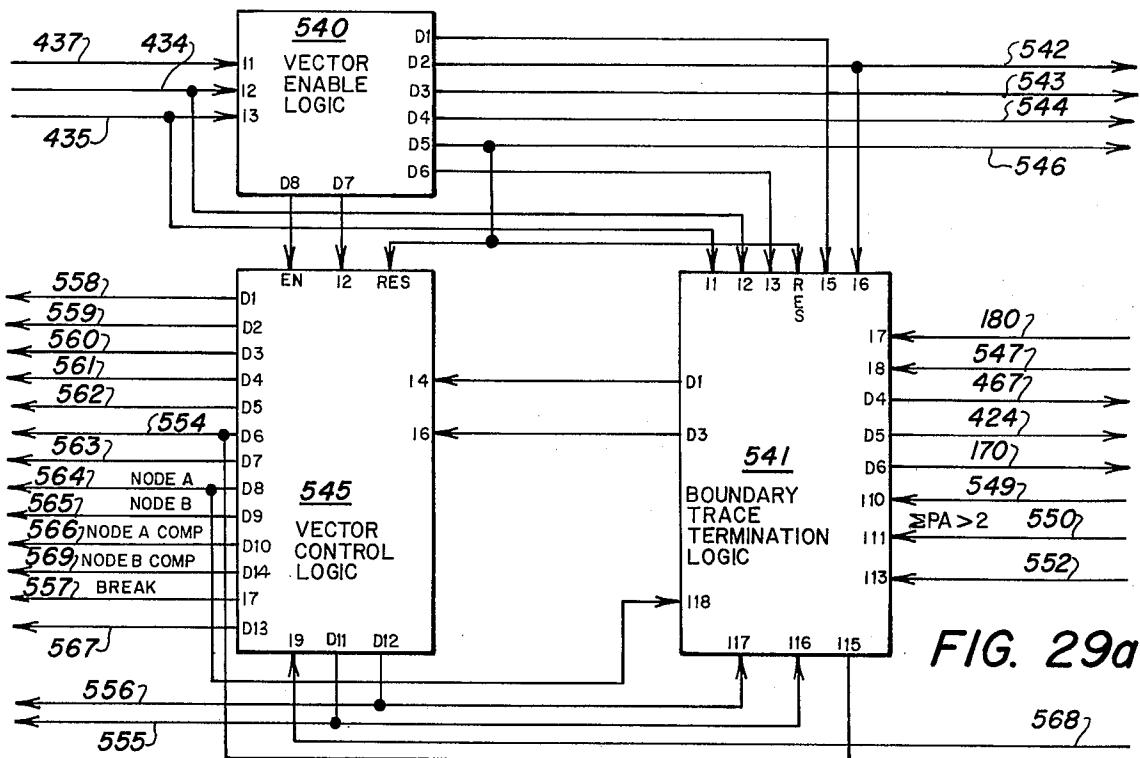 437
434
540
VECTOR
ENABLE
LOGIC
I1
I2
I3
D1
D2
D3
D4
D5
D6
D8
D7
435
542
543
544
546
EN
I2
RES
I1
I2
I3
RES
I5
I6
558
D1
559
D2
560
D3
561
D4
562
D5
554
D6
563
D7
564
NODE A
D8
565
NODE B
D9
566
NODE A COMP
D10
569
NODE B COMP
D14
557
BREAK
I7
567
D13
I4
I6
545
VECTOR
CONTROL
LOGIC
I9
D11
D12
D1
D3
541
BOUNDARY
TRACE
TERMINATION
LOGIC
I18
I17
I16
I15
I7
180
I8
547
D4
467
D5
424
D6
170
I10
549
I11
MPA>2
550
I13
552
FIG. 29a
556
555
568